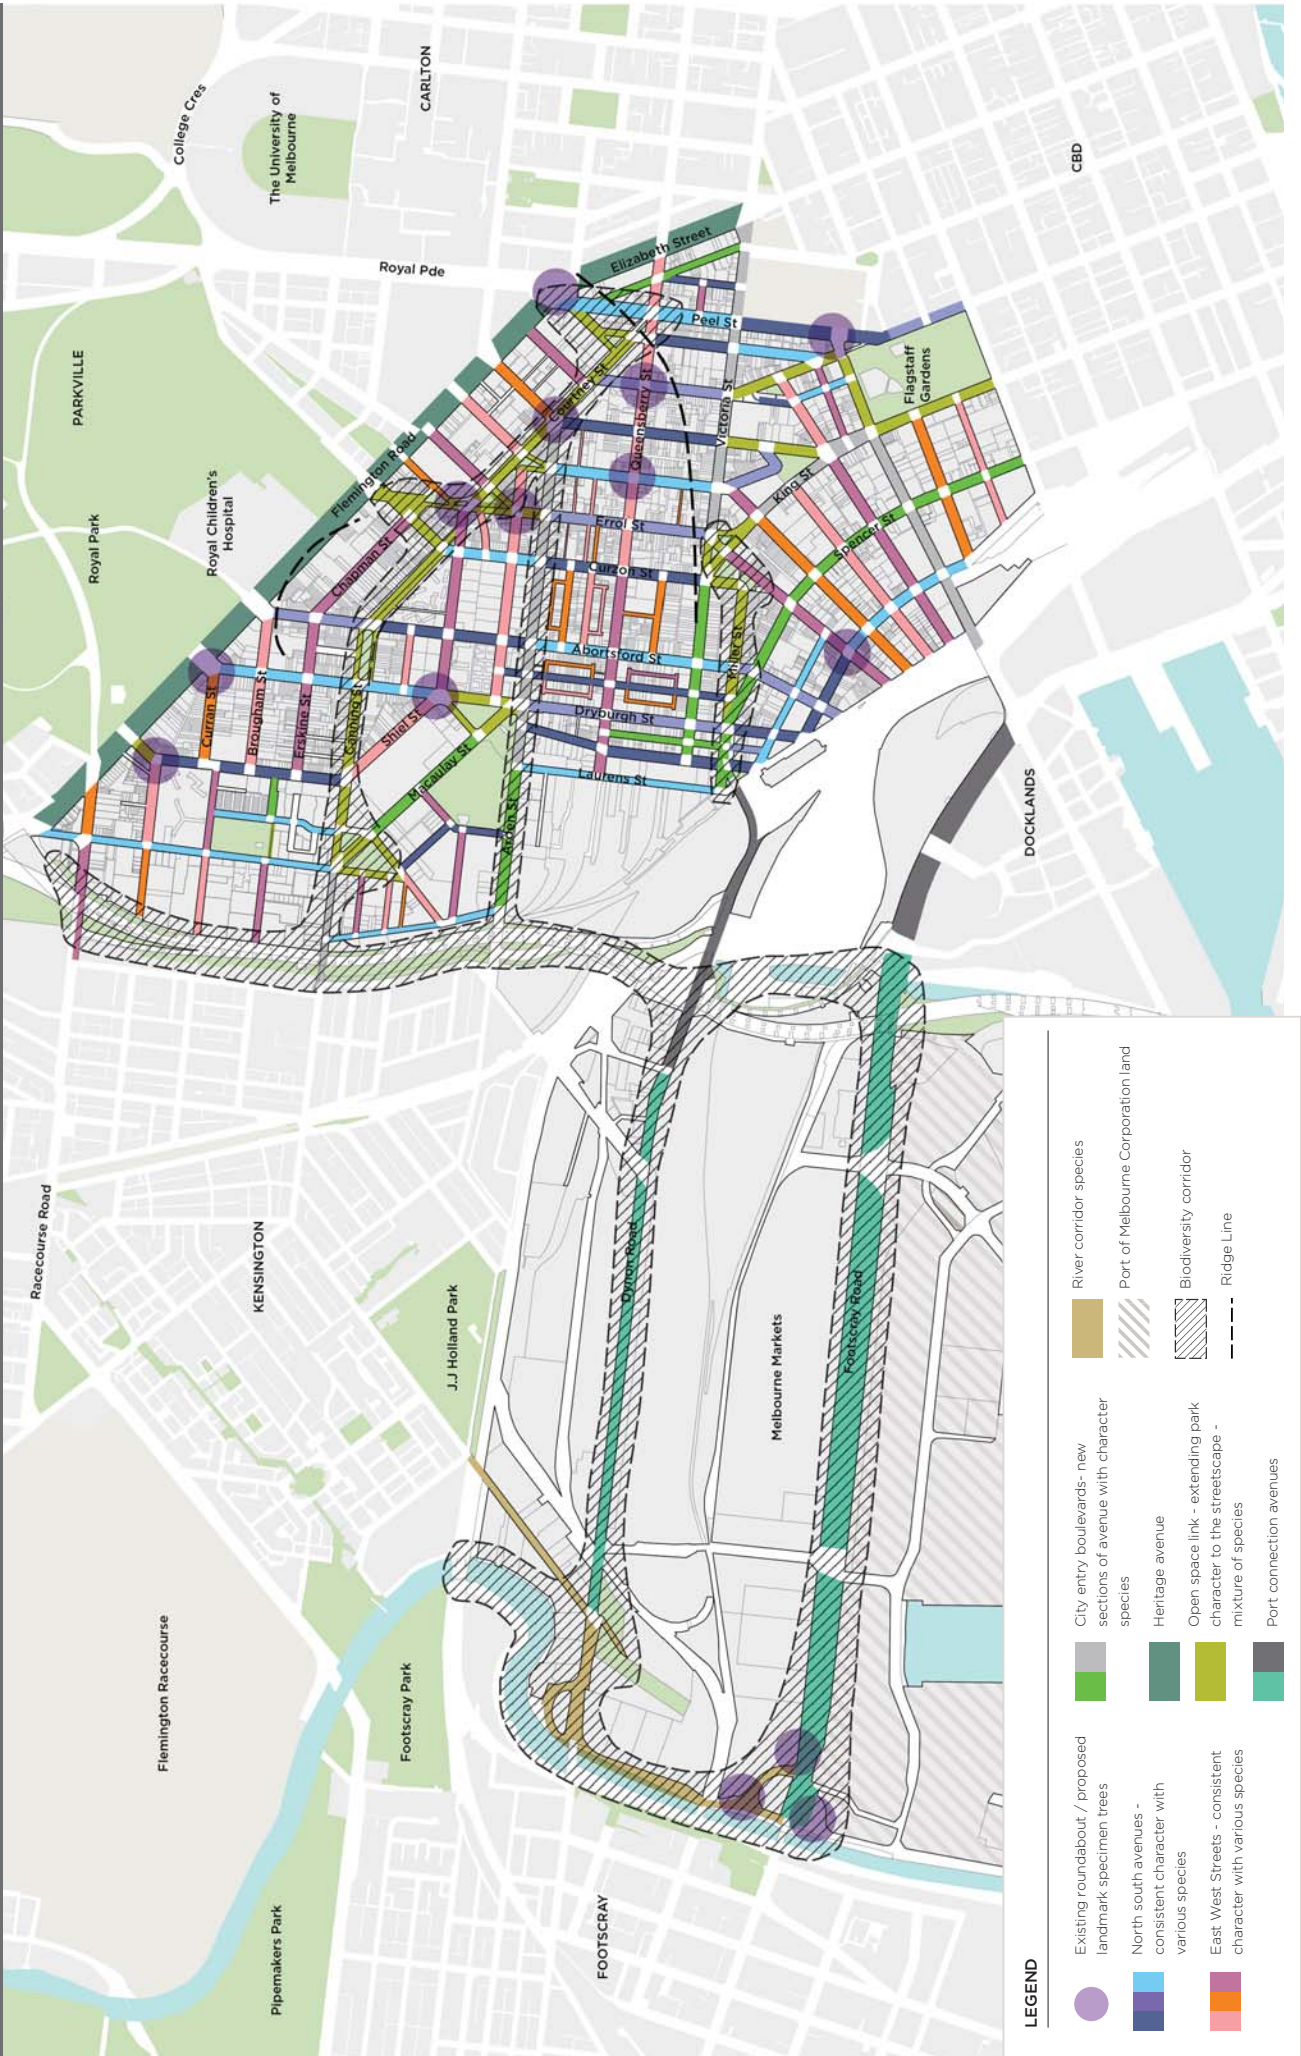 Flemington Racecourse
Pipemakers Park
Footscray Park
FOOTSCRAY
Racecourse Road
KENSINGTON
J.J Holland Park
Dynon Road
Melbourne Markets
Footscray Road
PARKVILLE
Royal Park
Royal Children's
Hospital
College Cres
The University of
Melbourne
CARLTON
Royal Pde
Elizabeth Street
Flemington Road
Chapman St
Courtney St
Peel St
Queensberry St
Victoria St
Errol St
Curzon St
Abortsford St
Dryburgh St
Laurens St
Curran St
Brougham St
Erskine St
Canning St
Shiel St
Macaulay St
Arden St
Miller St
King St
Spencer St
Flagstaff
Gardens
CBD
DOCKLANDS
LEGEND
Existing roundabout / proposed
landmark specimen trees
North south avenues -
consistent character with
various species
East West Streets - consistent
character with various species
City entry boulevards- new
sections of avenue with character
species
Heritage avenue
Open space link - extending park
character to the streetscape -
mixture of species
Port connection avenues
River corridor species
Port of Melbourne Corporation land
Biodiversity corridor
Ridge Line